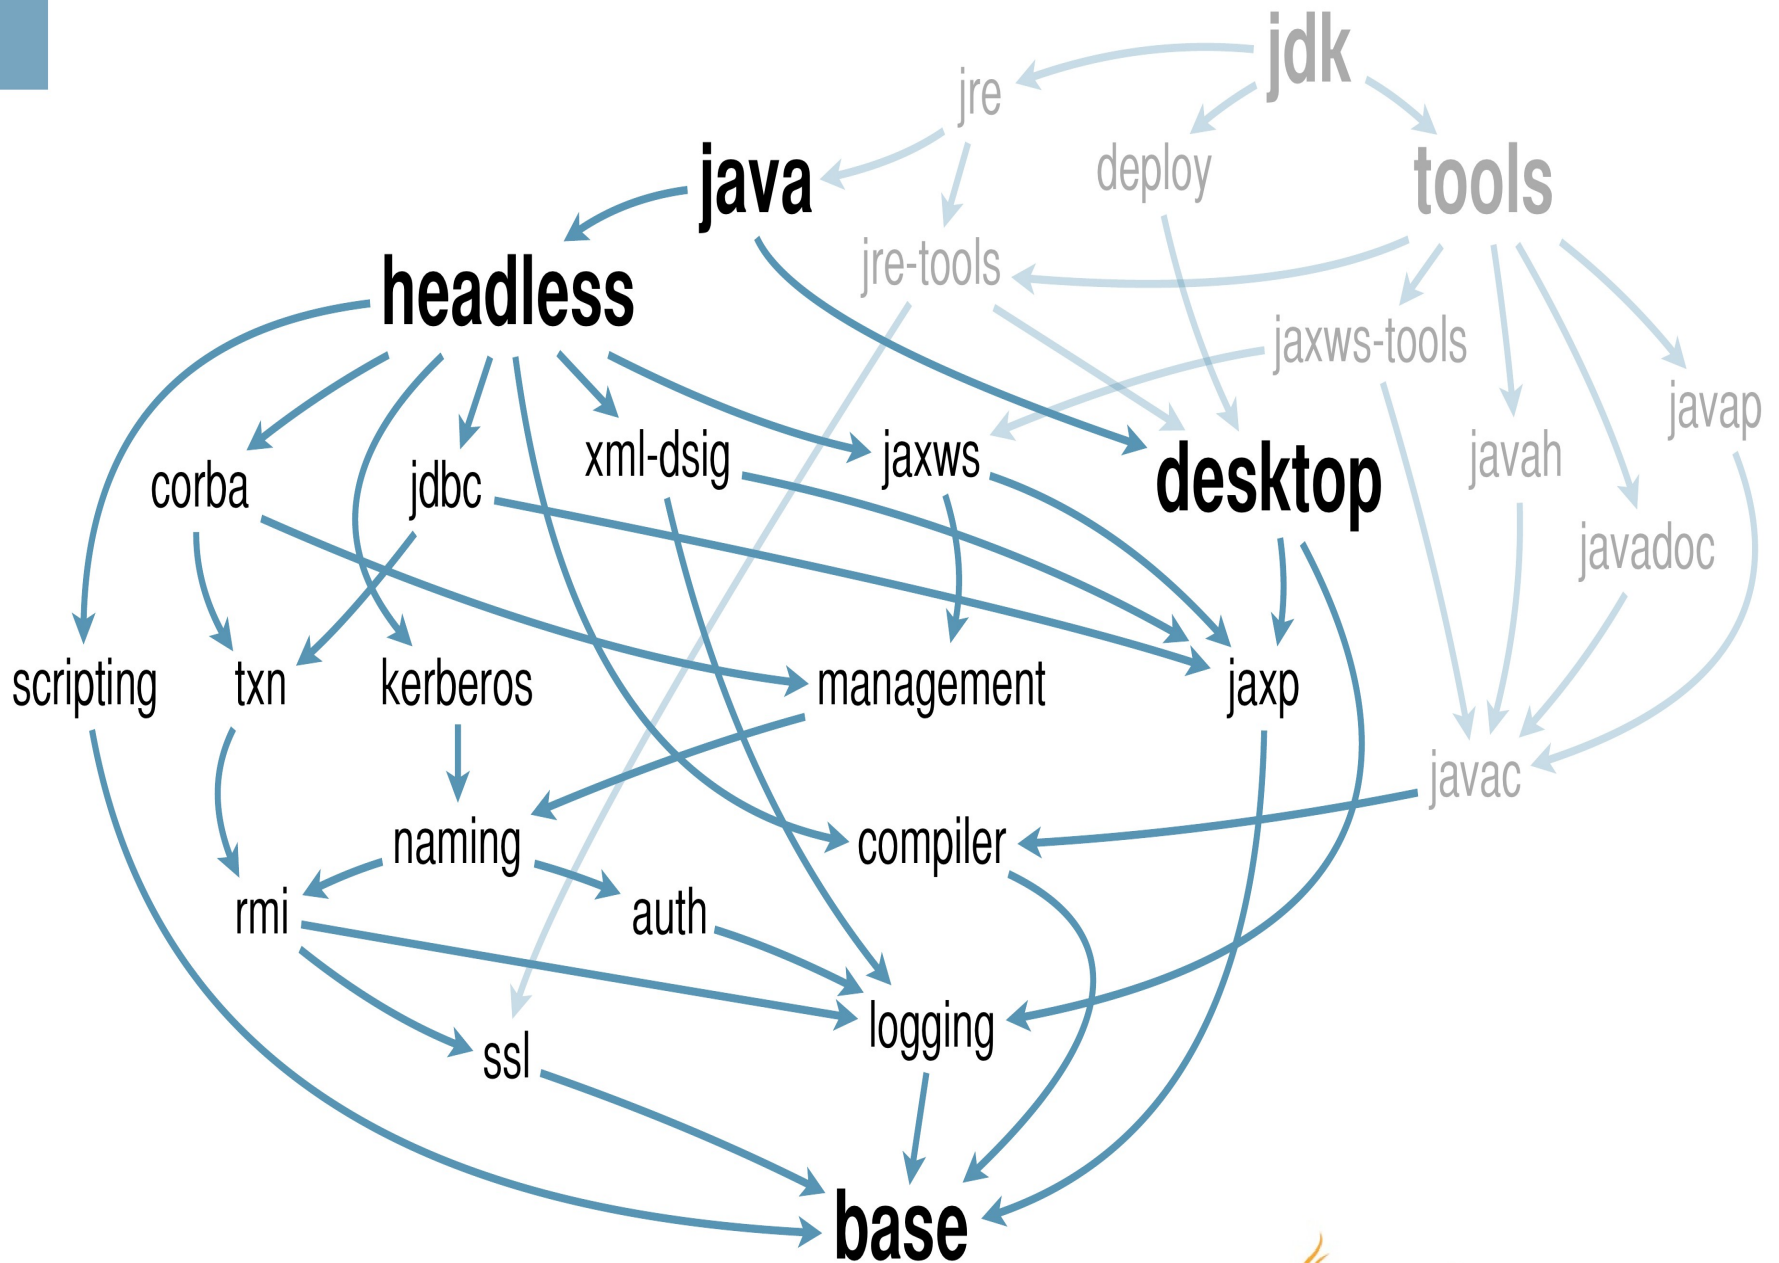 jdk
jre
java
deploy
tools
jre-tools
headless
jaxws-tools
javap
corba
jdbc
xml-dsig
jaxws
desktop
javah
javadoc
scripting
txn
kerberos
management
jaxp
javac
naming
compiler
rmi
auth
logging
ssl
base